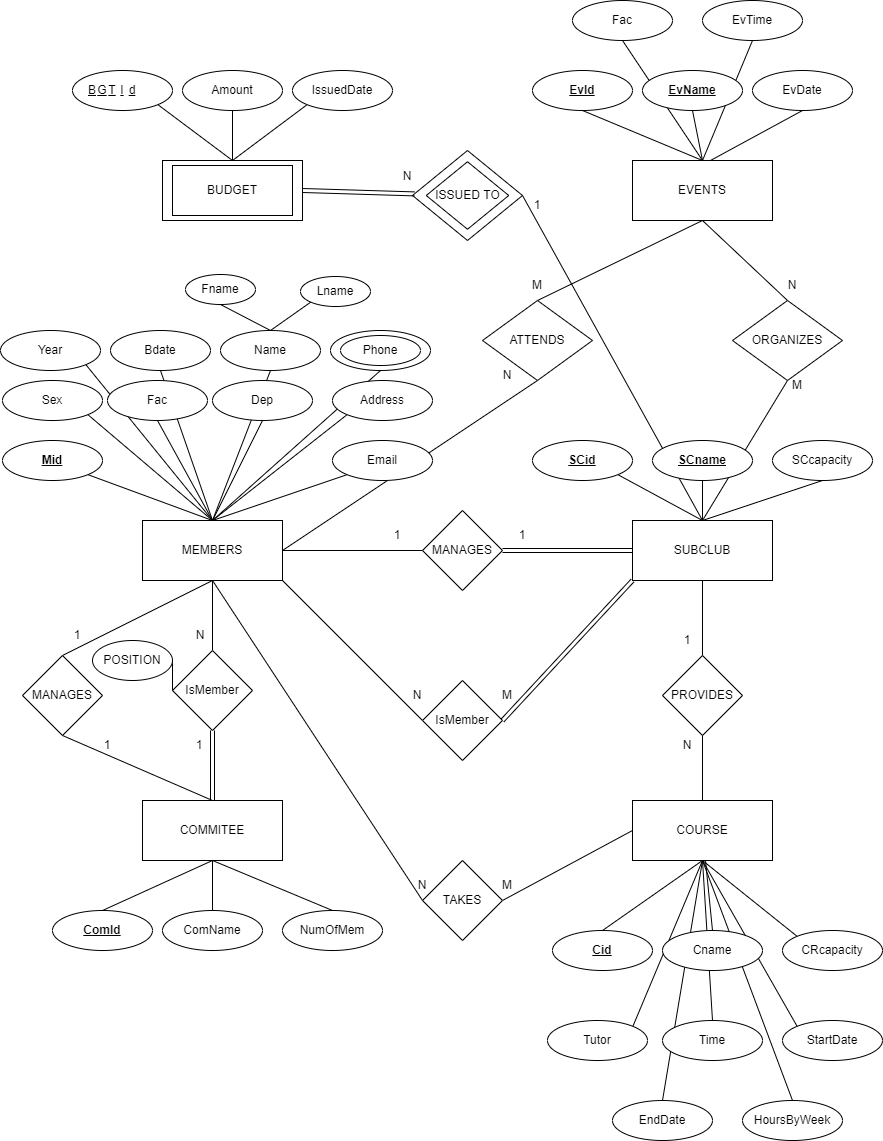 Fac
EvTime
BGT Id
Amount
IssuedDate
EvId
EvName
EvDate
BUDGET
N
ISSUED TO
1
EVENTS
Fname
Lname
M
N
Year
Bdate
Name
Phone
ATTENDS
ORGANIZES
N
M
Sex
Fac
Dep
Address
Mid
Email
SCid
SCname
SCcapacity
MEMBERS
1
MANAGES
1
SUBCLUB
1
N
1
POSITION
MANAGES
IsMember
N
IsMember
M
PROVIDES
1
1
N
COMMITEE
COURSE
N
TAKES
M
ComId
ComName
NumOfMem
Cid
Cname
CRcapacity
Tutor
Time
StartDate
EndDate
HoursByWeek